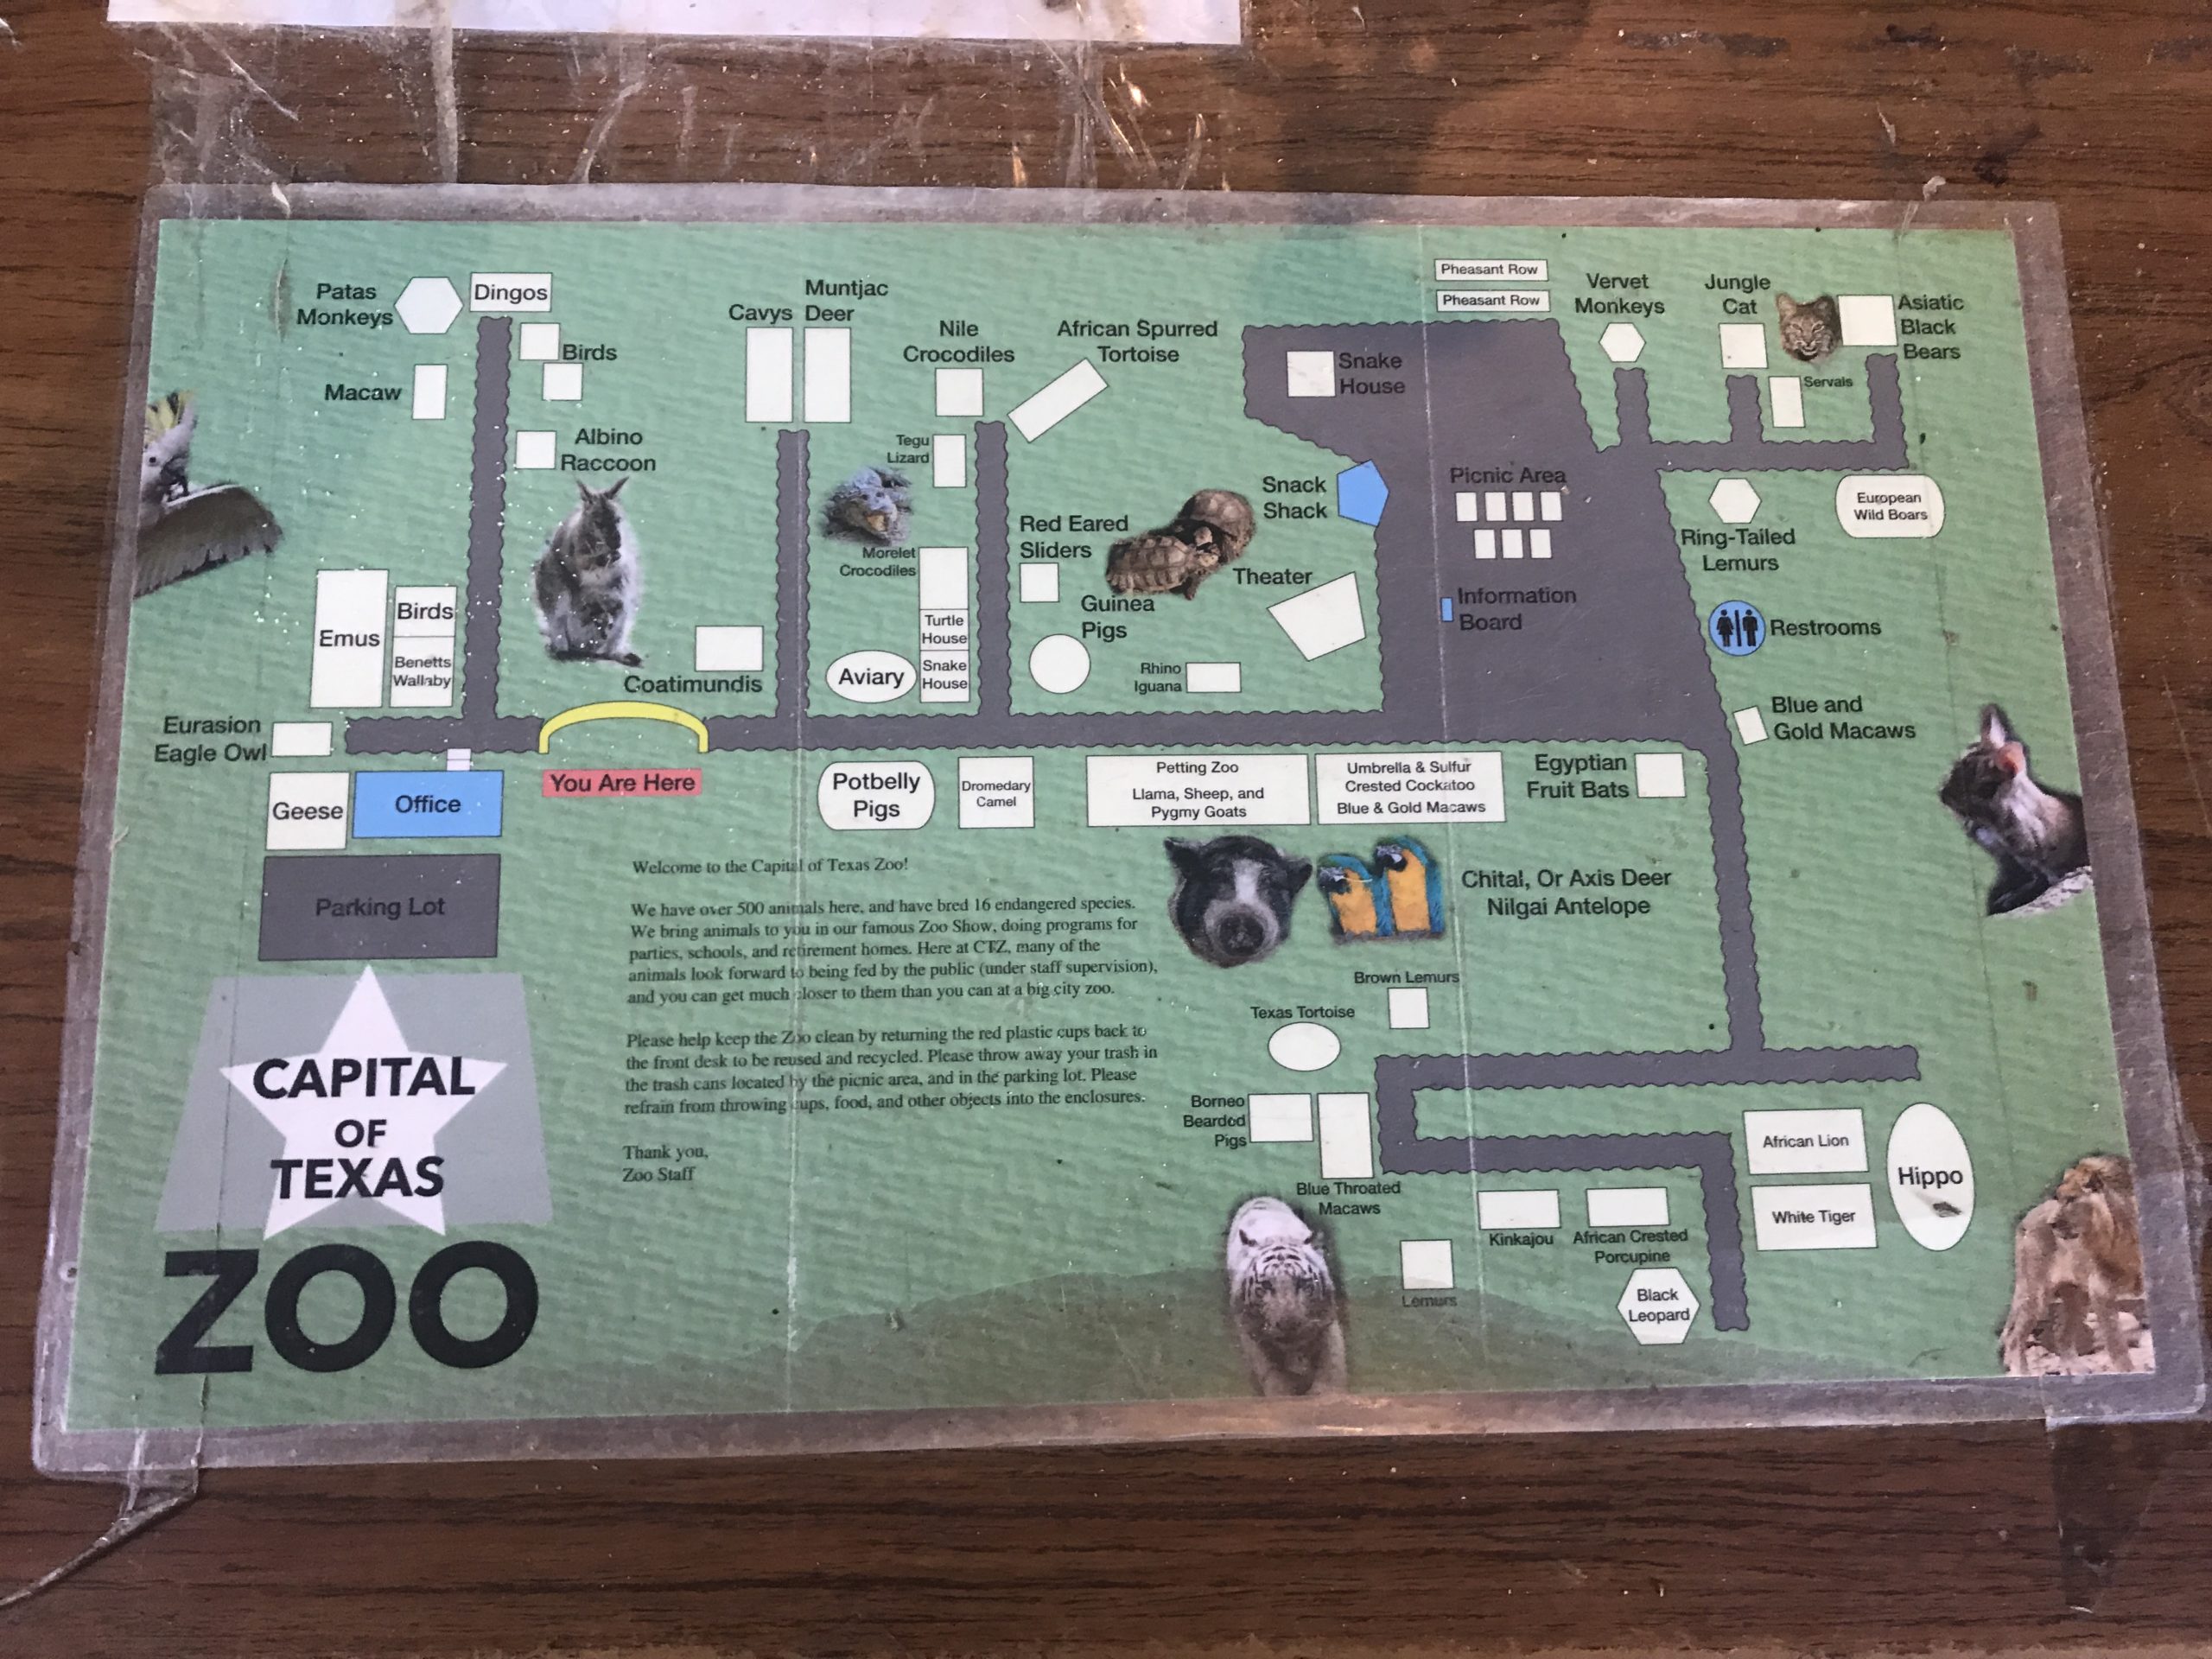 Patas
Monkeys
Dingos
Birds
Macaw
Albino
Raccoon
Cavys
Muntjac
Deer
Nile
Crocodiles
African Spurred
Tortoise
Tegu
Lizard
Morelet
Crocodiles
Turtle
House
Snake
House
Aviary
Red Eared
Sliders
Guinea
Pigs
Rhino
Iguana
Theater
Snack
Shack
Snake
House
Pheasant Row
Pheasant Row
Vervet
Monkeys
Jungle
Cat
Servals
Asiatic
Black
Bears
Picnic Area
Information
Board
Ring-Tailed
Lemurs
European
Wild Boars
Restrooms
Blue and
Gold Macaws
Emus
Birds
Benetts
Wallaby
Coatimundis
Eurasion
Eagle Owl
Geese
Office
You Are Here
Parking Lot
Potbelly
Pigs
Dromedary
Camel
Petting Zoo
Llama, Sheep, and
Pygmy Goats
Umbrella & Sulfur
Crested Cockatoo
Blue & Gold Macaws
Egyptian
Fruit Bats
Chital, Or Axis Deer
Nilgai Antelope
Welcome to the Capital of Texas Zoo!
We have over 500 animals here, and have bred 16 endangered species.
We bring animals to you in our famous Zoo Show, doing programs for
parties, schools, and retirement homes. Here at CTZ, many of the
animals look forward to being fed by the public (under staff supervision),
and you can get much closer to them than you can at a big city zoo.
Please help keep the Zoo clean by returning the red plastic cups back to
the front desk to be reused and recycled. Please throw away your trash in
the trash cans located by the picnic area, and in the parking lot. Please
refrain from throwing cups, food, and other objects into the enclosures.
Thank you,
Zoo Staff
Brown Lemurs
Texas Tortoise
Borneo
Bearded
Pigs
Blue Throated
Macaws
Kinkajou
African Crested
Porcupine
Lemurs
Black
Leopard
African Lion
White Tiger
Hippo
CAPITAL
OF
TEXAS
ZOO